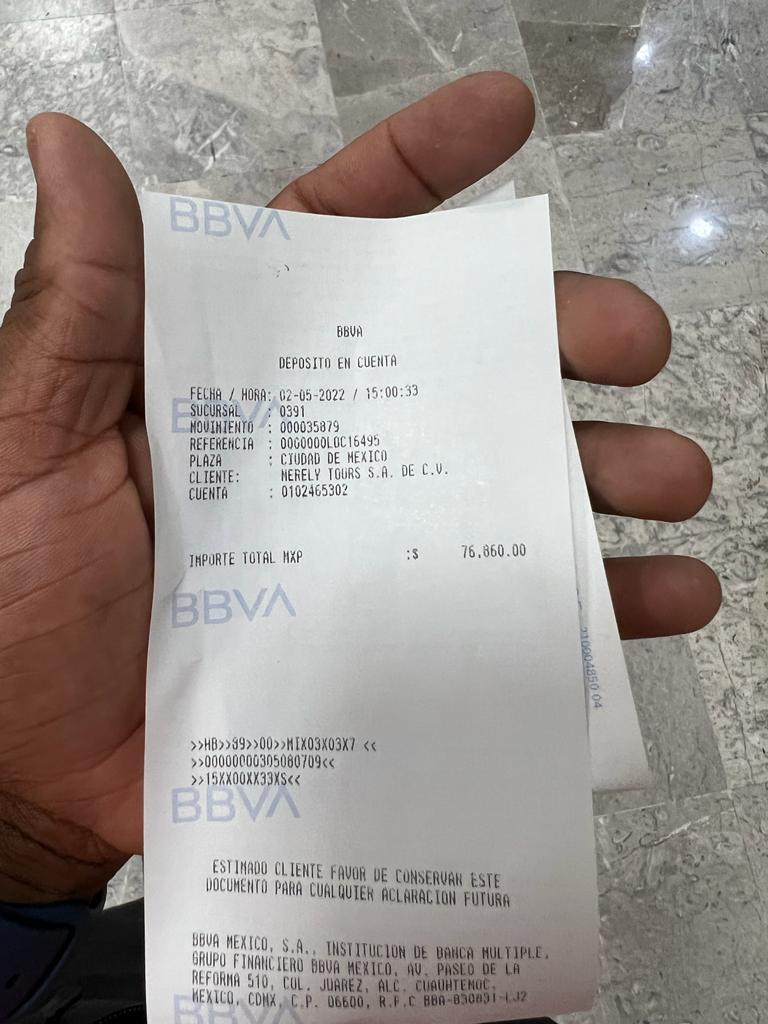 BBVA
BBVA
DEPOSITO EN CUENTA
FECHA / HORA: 02-05-2022 / 15:00:33
SUCURSAL : 0391
MOVIMIENTO : 000035879
REFERENCIA : 0000000LOC16495
PLAZA : CIUDAD DE MEXICO
CLIENTE: NERELY TOURS S.A. DE C.V.
CUENTA : 0102465302
IMPORTE TOTAL MXP :$ 76,860.00
BBVA
>>HB>>89>>00>>MIX03X03X7 <<
>>00000000305080709<<
>>15XX00XX33XS<<
BBVA
ESTIMADO CLIENTE FAVOR DE CONSERVAR ESTE
DOCUMENTO PARA CUALQUIER ACLARACION FUTURA
BBVA MEXICO, S.A., INSTITUCION DE BANCA MULTIPLE,
GRUPO FINANCIERO BBVA MEXICO, AV. PASEO DE LA
REFORMA 510, COL. JUAREZ, ALC. CUAUHTEMOC,
MEXICO, CDMX, C.P. 06600, R.F.C BBA-830831-LJ2
BBVA